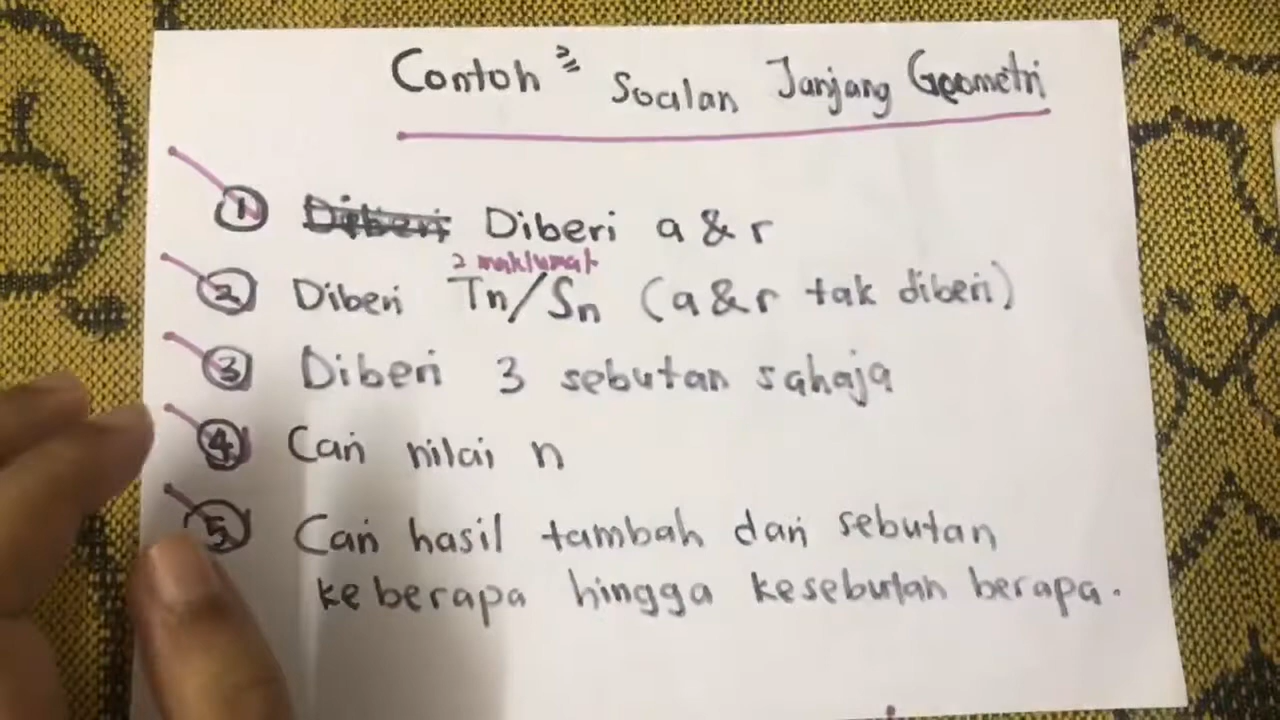 Contoh² Soalan Janjang Geometri
① Diberi Diberi a & r
2 maklumat
② Diberi Tn/Sn (a & r tak diberi)
③ Diberi 3 sebutan sahaja
④ Cari nilai n
⑤ Cari hasil tambah dari sebutan
keberapa hingga kesebutan berapa.